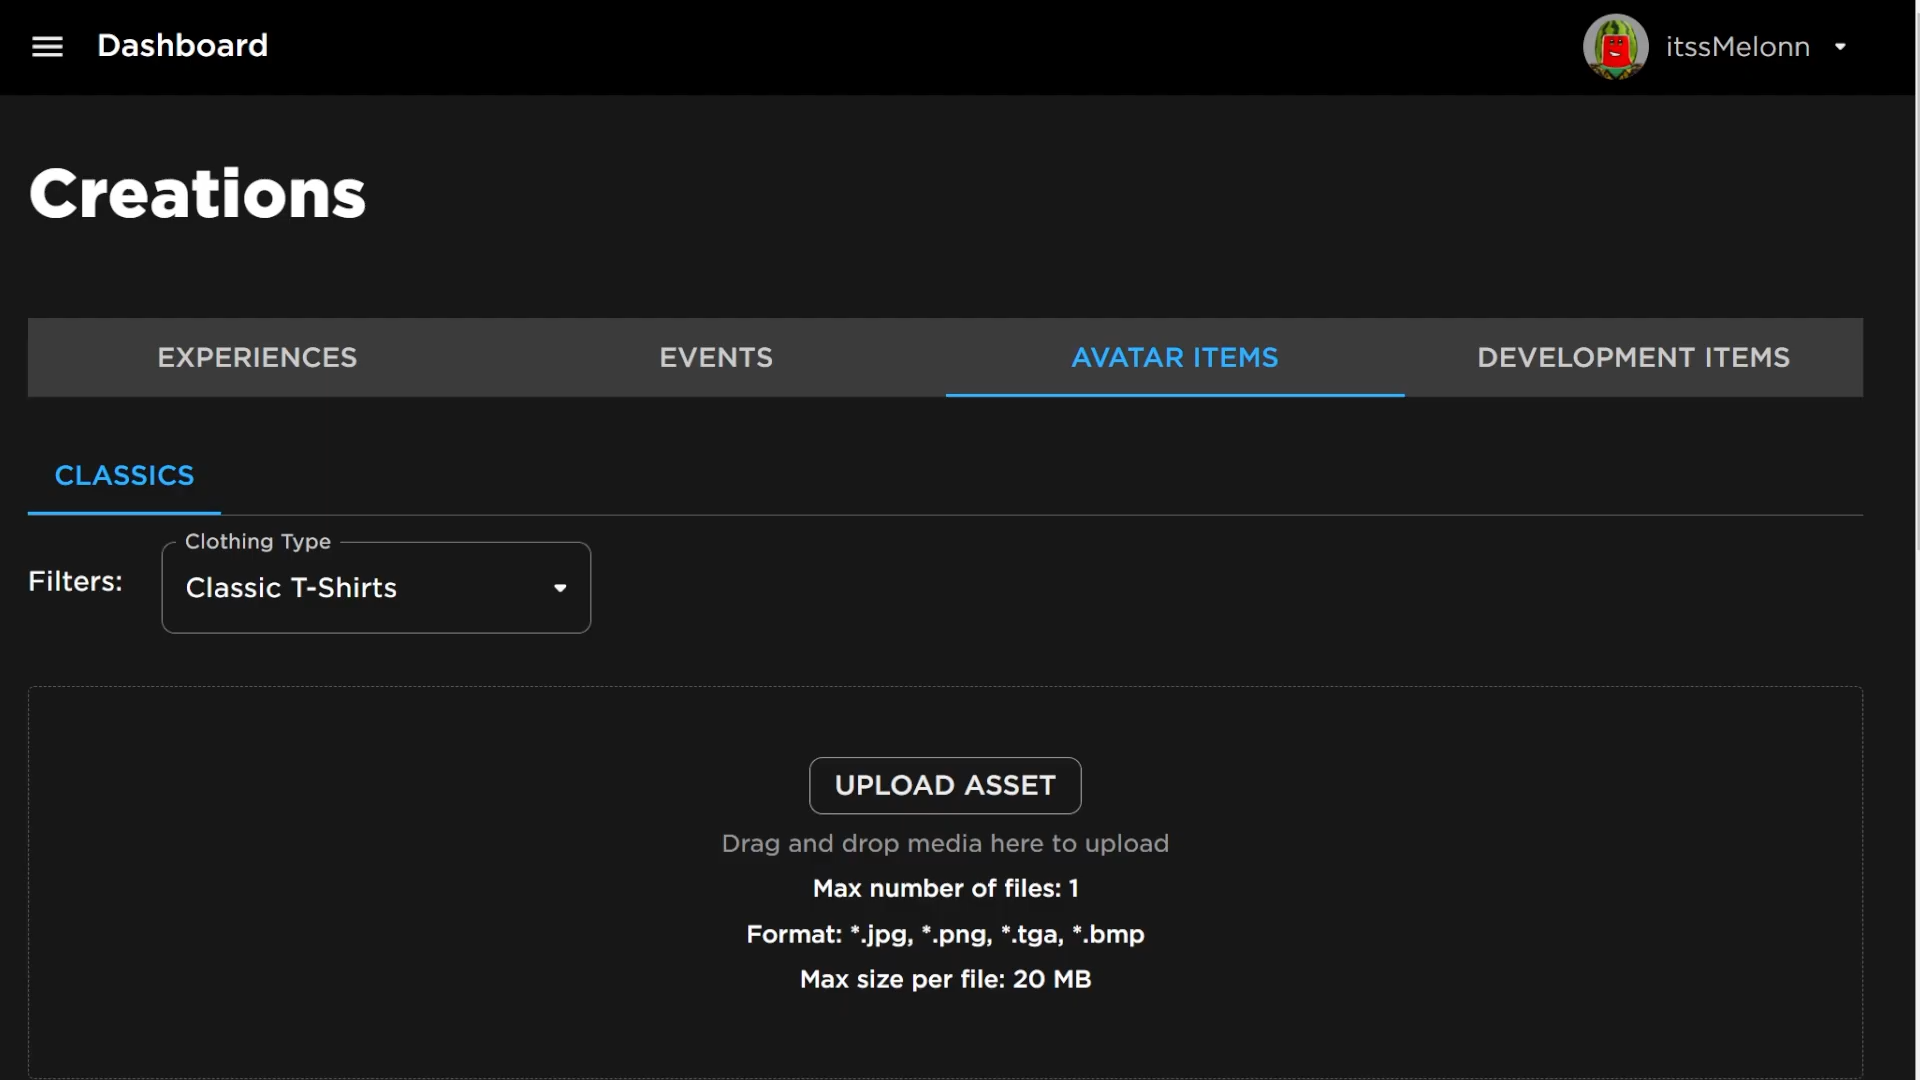 Dashboard
itssMelonn
Creations
EXPERIENCES
EVENTS
AVATAR ITEMS
DEVELOPMENT ITEMS
CLASSICS
Clothing Type
Filters:
Classic T-Shirts
UPLOAD ASSET
Drag and drop media here to upload
Max number of files: 1
Format: *.jpg, *.png, *.tga, *.bmp
Max size per file: 20 MB